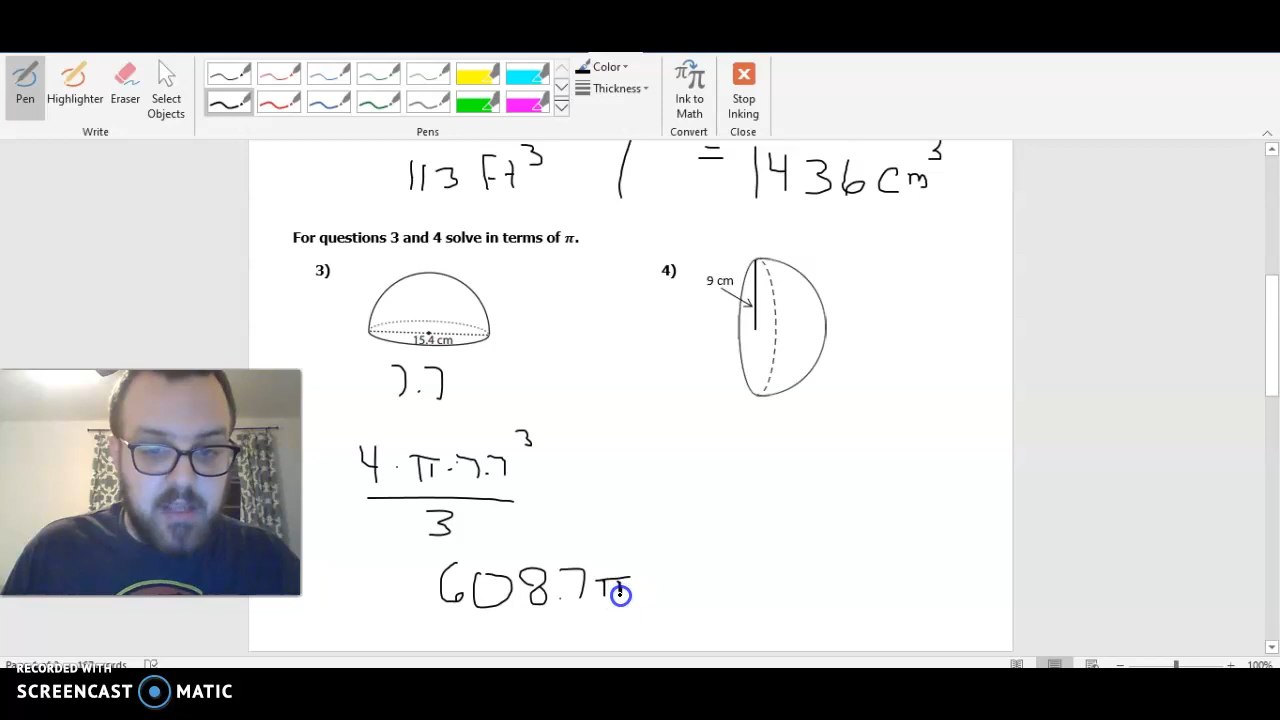 Pen
Highlighter
Eraser
Select Objects
Color
Thickness
Ink to Math
Stop Inking
Write
Pens
Convert
Close
113 Ft³
= 1436 cm³
For questions 3 and 4 solve in terms of π.
3)
4)
9 cm
15.4 cm
7.7
4 · π · 7.7³
3
608.7π
100%
RECORDED WITH
SCREENCAST MATIC